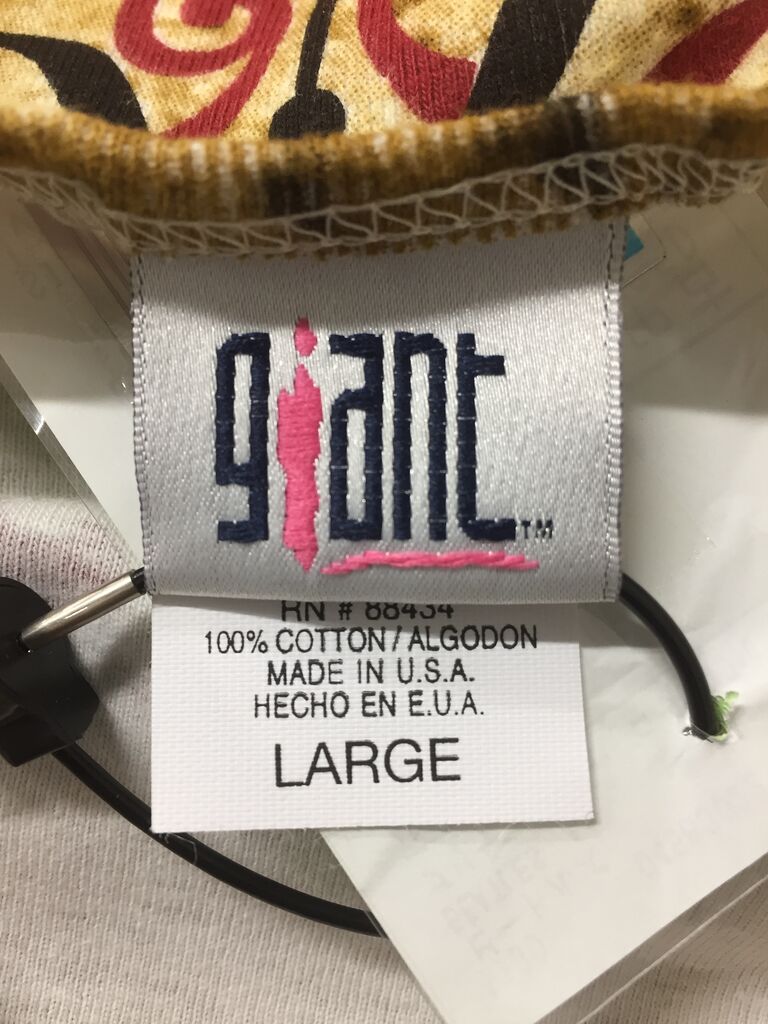 giant™
RN # 88434
100% COTTON / ALGODON
MADE IN U.S.A.
HECHO EN E.U.A.
LARGE